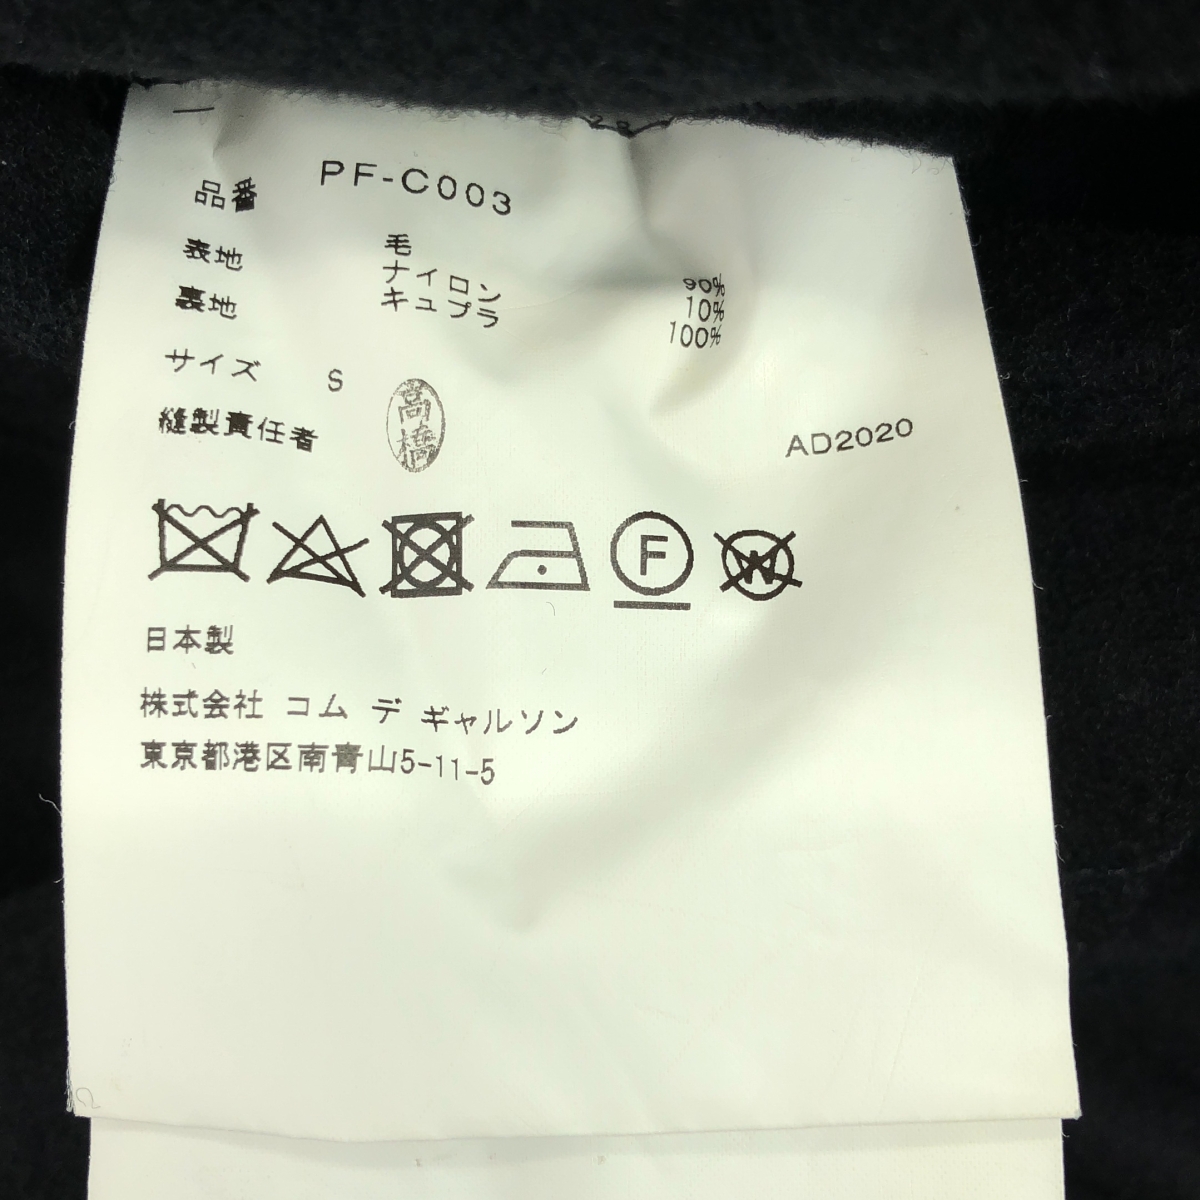 品番 PF-C003
表地 毛 90%
ナイロン 10%
裏地 キュプラ 100%
サイズ S
縫製責任者 高橋
AD2020
F
W
日本製
株式会社 コム デ ギャルソン
東京都港区南青山5-11-5